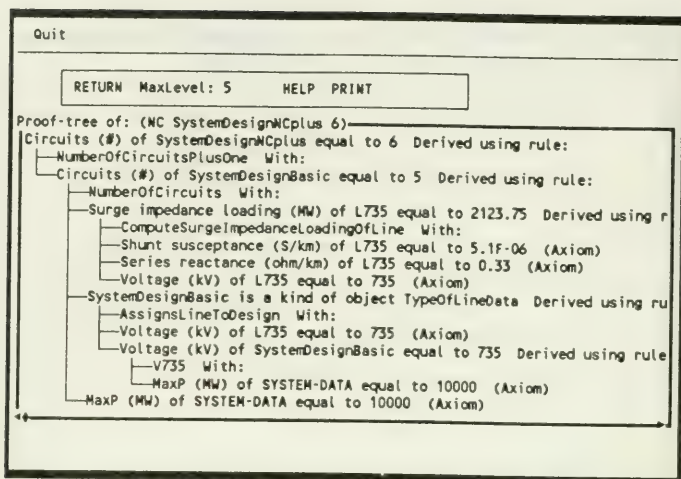 Quit
RETURN MaxLevel: 5 HELP PRINT
Proof-tree of: (NC SystemDesignNCplus 6)
Circuits (#) of SystemDesignNCplus equal to 6 Derived using rule:
NumberOfCircuitsPlusOne With:
Circuits (#) of SystemDesignBasic equal to 5 Derived using rule:
NumberOfCircuits With:
Surge impedance loading (MW) of L735 equal to 2123.75 Derived using r
ComputeSurgeImpedanceLoadingOfLine With:
Shunt susceptance (S/km) of L735 equal to 5.1F-06 (Axiom)
Series reactance (ohm/km) of L735 equal to 0.33 (Axiom)
Voltage (kV) of L735 equal to 735 (Axiom)
SystemDesignBasic is a kind of object TypeOfLineData Derived using ru
AssignsLineToDesign With:
Voltage (kV) of L735 equal to 735 (Axiom)
Voltage (kV) of SystemDesignBasic equal to 735 Derived using rule
V735 With:
MaxP (MW) of SYSTEM-DATA equal to 10000 (Axiom)
MaxP (MW) of SYSTEM-DATA equal to 10000 (Axiom)